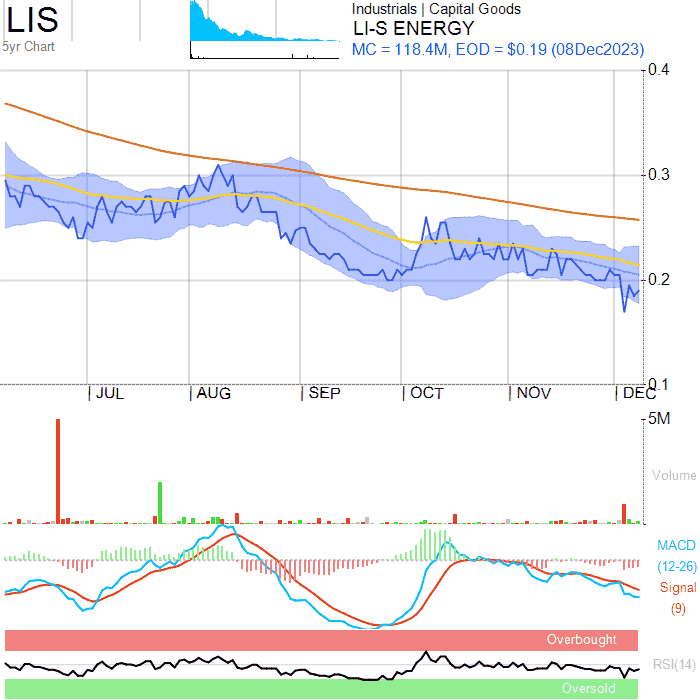 LIS
5yr Chart
Industrials | Capital Goods
LI-S ENERGY
MC = 118.4M, EOD = $0.19 (08Dec2023)
0.4
0.3
0.2
0.1
JUL AUG SEP OCT NOV DEC
5M
Volume
MACD
(12-26)
Signal
(9)
Overbought
RSI(14)
Oversold